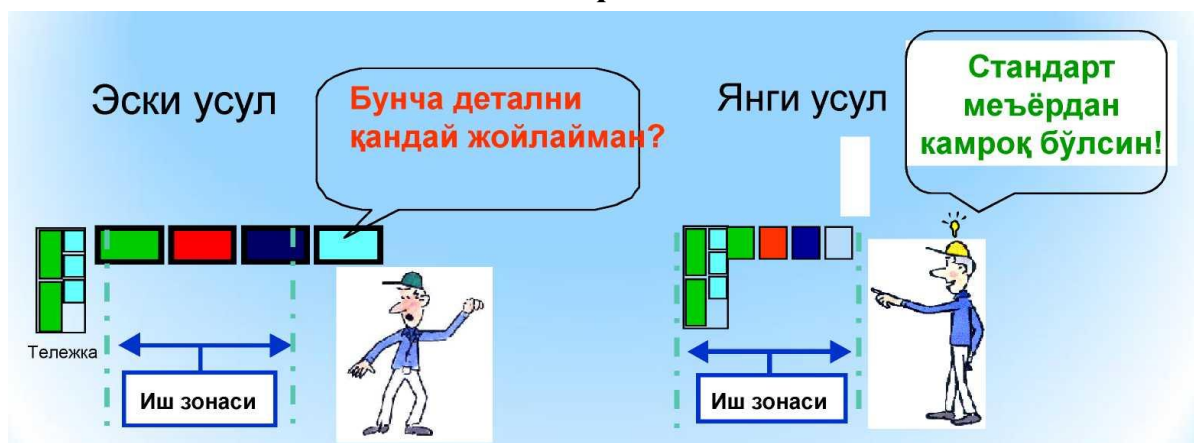 Эски усул
Бунча детални
қандай жойлайман?
Тележка
Иш зонаси
Янги усул
Стандарт
меъёрдан
камроқ бўлсин!
Иш зонаси